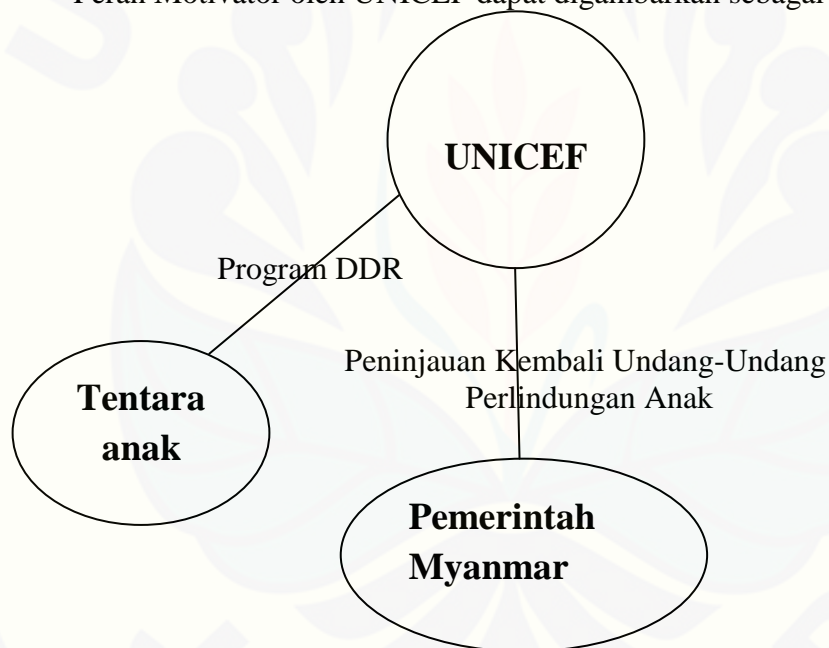 Peran Motivator oleh UNICEF dapat digambarkan sebagai
UNICEF
Program DDR
Peninjauan Kembali Undang-Undang
Perlindungan Anak
Tentara
anak
Pemerintah
Myanmar